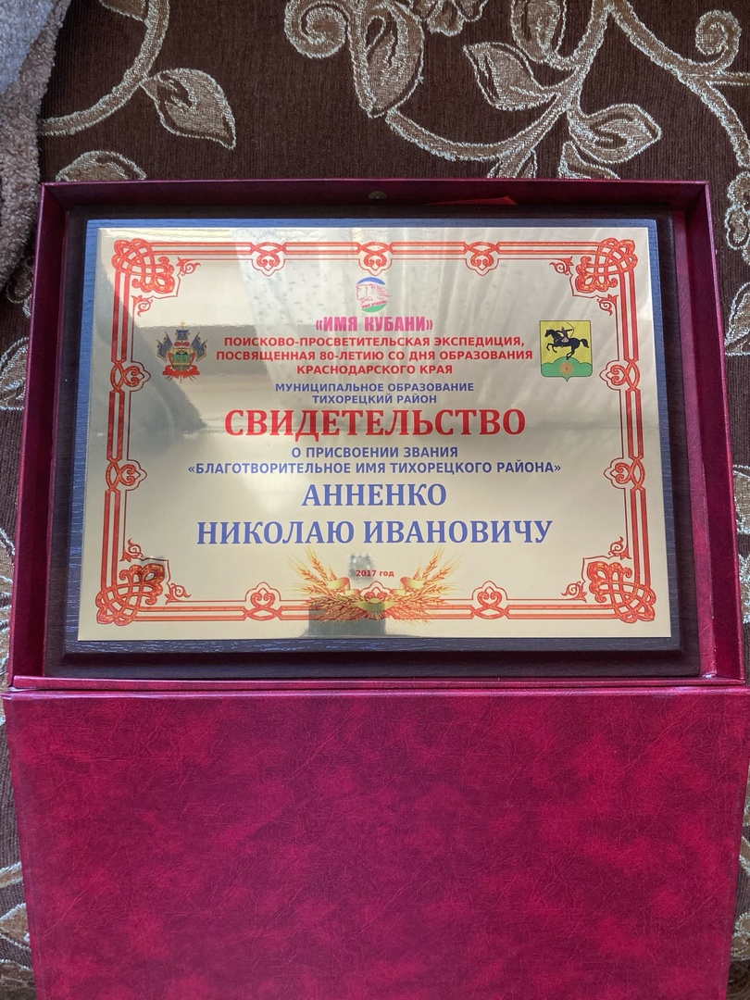 «ИМЯ КУБАНИ»
ПОИСКОВО-ПРОСВЕТИТЕЛЬСКАЯ ЭКСПЕДИЦИЯ,
ПОСВЯЩЕННАЯ 80-ЛЕТИЮ СО ДНЯ ОБРАЗОВАНИЯ
КРАСНОДАРСКОГО КРАЯ
МУНИЦИПАЛЬНОЕ ОБРАЗОВАНИЕ
ТИХОРЕЦКИЙ РАЙОН
СВИДЕТЕЛЬСТВО
О ПРИСВОЕНИИ ЗВАНИЯ
«БЛАГОТВОРИТЕЛЬНОЕ ИМЯ ТИХОРЕЦКОГО РАЙОНА»
АННЕНКО
НИКОЛАЮ ИВАНОВИЧУ
2017 год